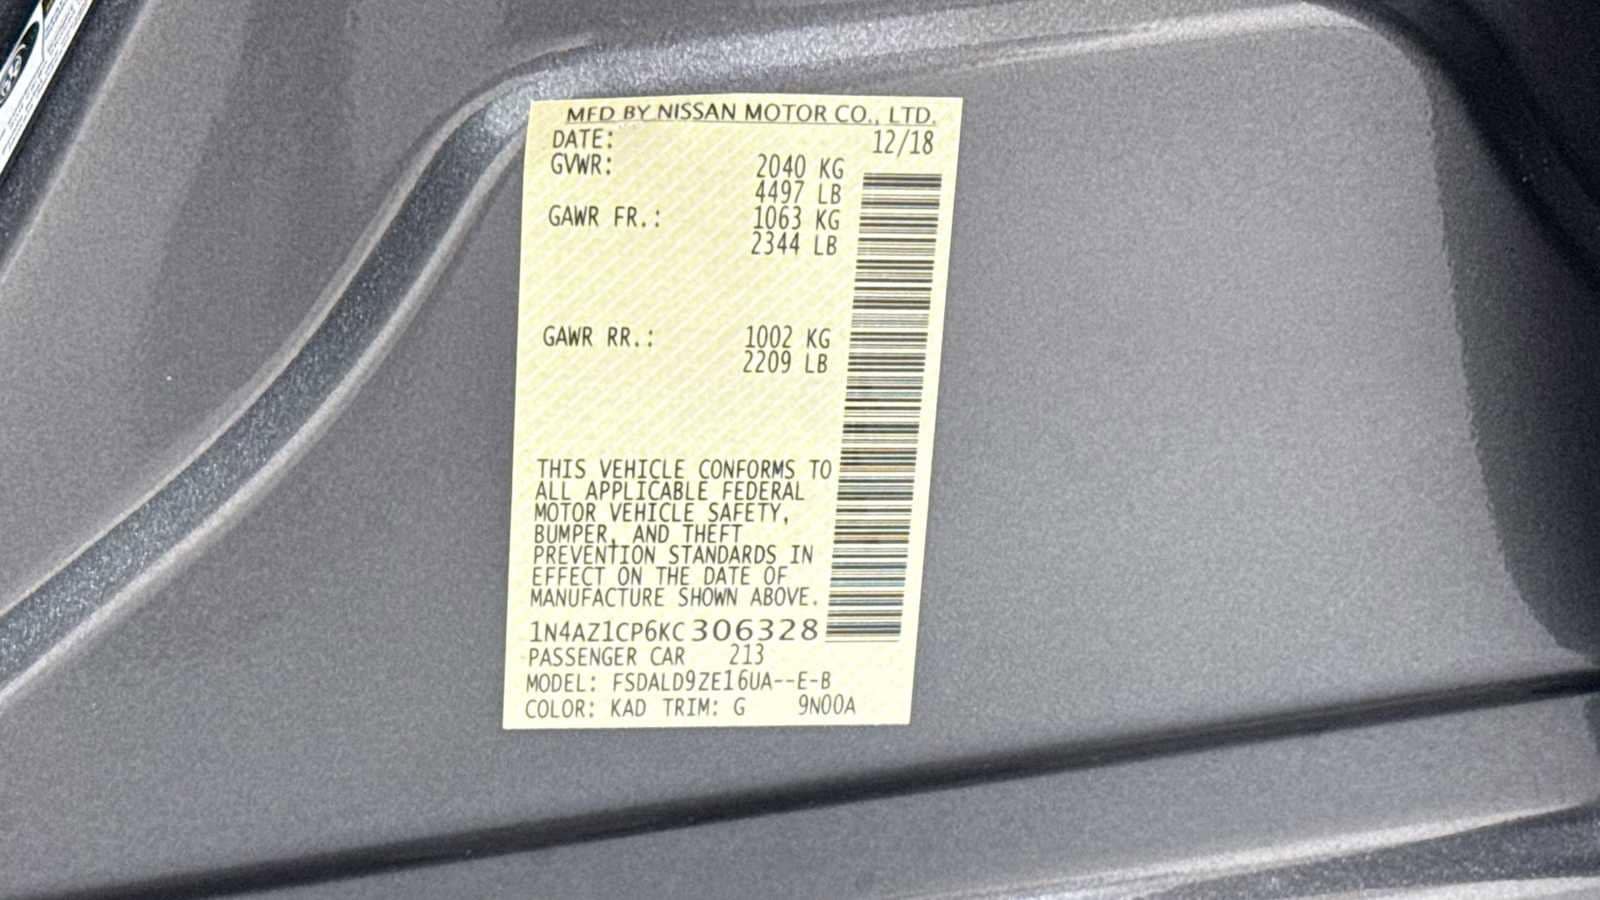 MFD BY NISSAN MOTOR CO., LTD.
DATE: 12/18
GVWR: 2040 KG
4497 LB
GAWR FR.: 1063 KG
2344 LB
GAWR RR.: 1002 KG
2209 LB
THIS VEHICLE CONFORMS TO
ALL APPLICABLE FEDERAL
MOTOR VEHICLE SAFETY,
BUMPER, AND THEFT
PREVENTION STANDARDS IN
EFFECT ON THE DATE OF
MANUFACTURE SHOWN ABOVE.
1N4AZ1CP6KC306328
PASSENGER CAR 213
MODEL: FSDALD9ZE16UA--E-B
COLOR: KAD TRIM: G 9N00A